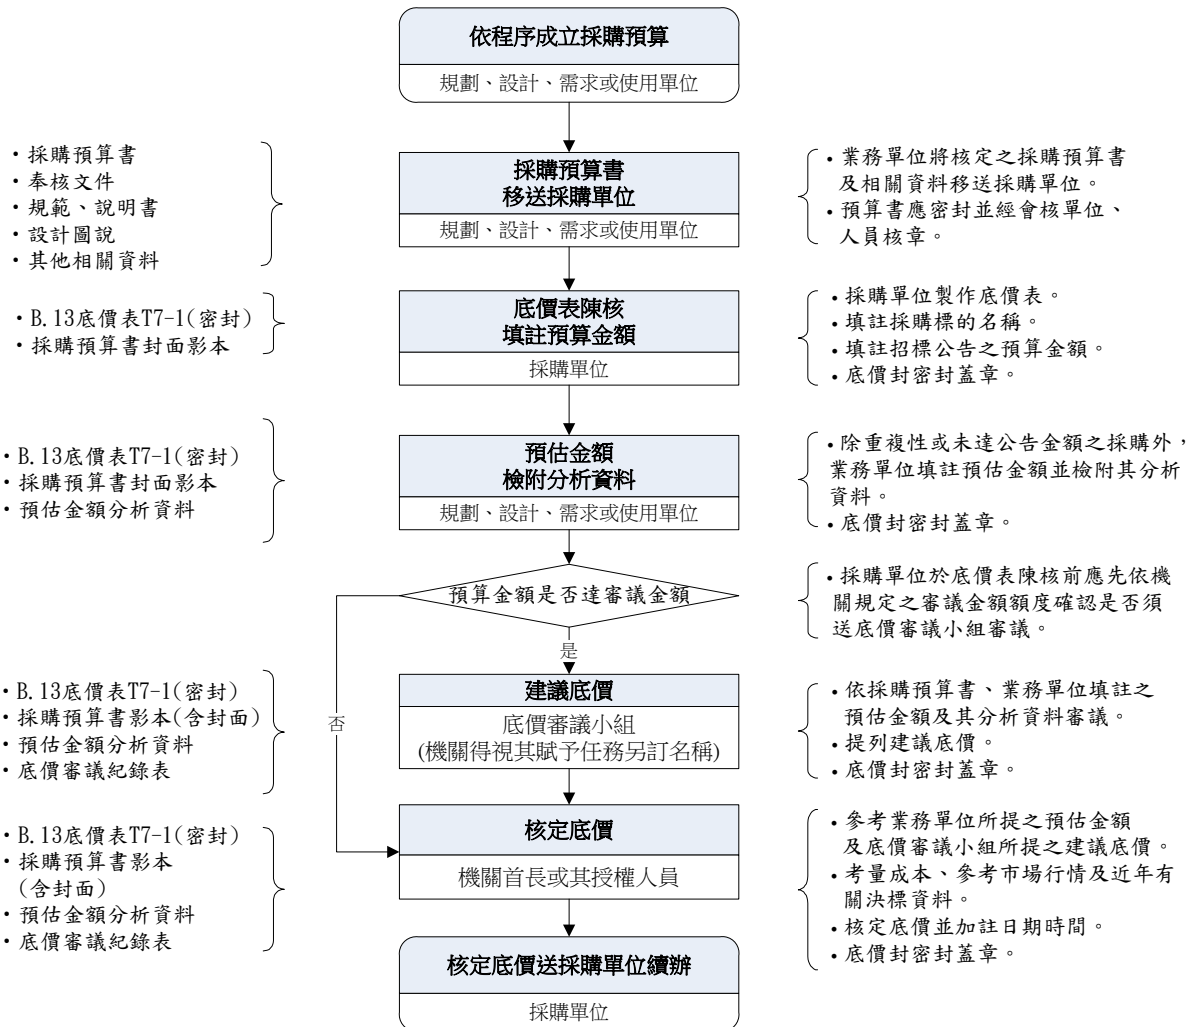 依程序成立採購預算
規劃、設計、需求或使用單位
・採購預算書
・奉核文件
・規範、說明書
・設計圖說
・其他相關資料
採購預算書
移送採購單位
規劃、設計、需求或使用單位
・業務單位將核定之採購預算書
及相關資料移送採購單位。
・預算書應密封並經會核單位、
人員核章。
・B.13底價表T7-1(密封)
・採購預算書封面影本
底價表陳核
填註預算金額
採購單位
・採購單位製作底價表。
・填註採購標的名稱。
・填註招標公告之預算金額。
・底價封密封蓋章。
・B.13底價表T7-1(密封)
・採購預算書封面影本
・預估金額分析資料
預估金額
檢附分析資料
規劃、設計、需求或使用單位
・除重複性或未達公告金額之採購外，
業務單位填註預估金額並檢附其分析
資料。
・底價封密封蓋章。
預算金額是否達審議金額
・採購單位於底價表陳核前應先依機
關規定之審議金額額度確認是否須
送底價審議小組審議。
是
否
・B.13底價表T7-1(密封)
・採購預算書影本(含封面)
・預估金額分析資料
・底價審議紀錄表
建議底價
底價審議小組
(機關得視其賦予任務另訂名稱)
・依採購預算書、業務單位填註之
預估金額及其分析資料審議。
・提列建議底價。
・底價封密封蓋章。
・B.13底價表T7-1(密封)
・採購預算書影本
(含封面)
・預估金額分析資料
・底價審議紀錄表
核定底價
機關首長或其授權人員
・參考業務單位所提之預估金額
及底價審議小組所提之建議底價。
・考量成本、參考市場行情及近年有
關決標資料。
・核定底價並加註日期時間。
・底價封密封蓋章。
核定底價送採購單位續辦
採購單位